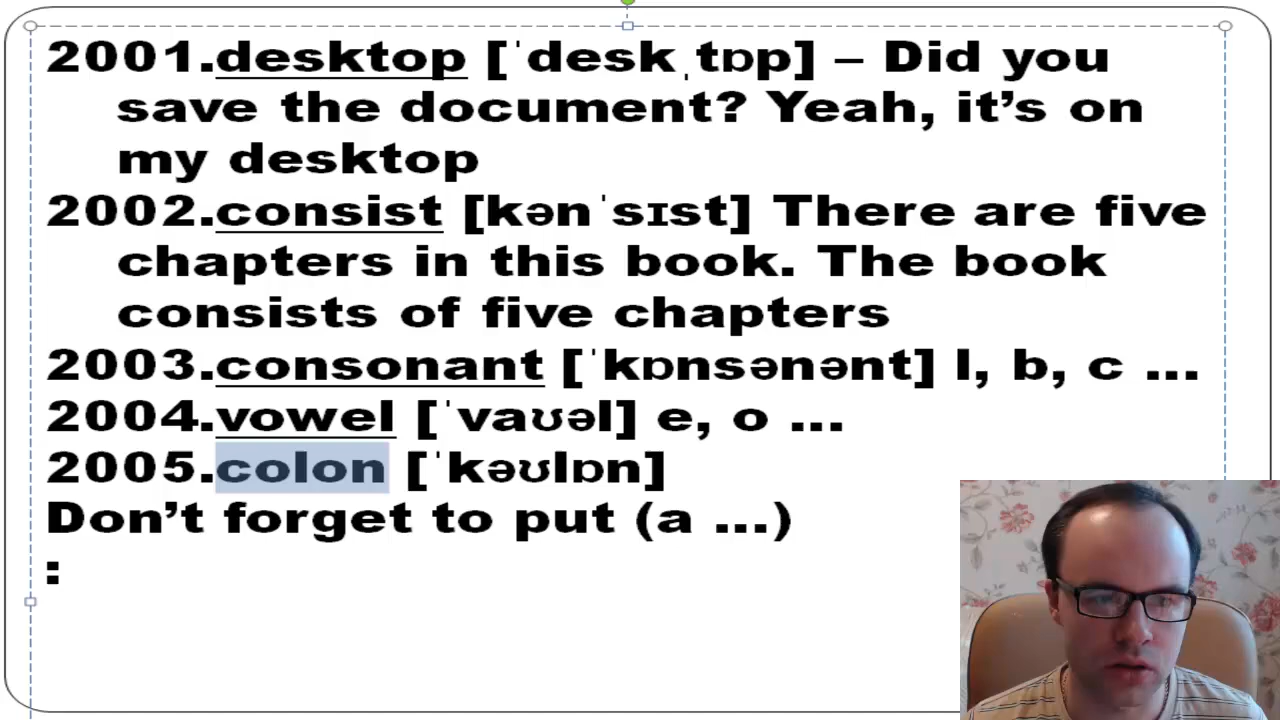 2001.desktop [ˈdeskˌtɒp] – Did you
save the document? Yeah, it’s on
my desktop
2002.consist [kənˈsɪst] There are five
chapters in this book. The book
consists of five chapters
2003.consonant [ˈkɒnsənənt] l, b, c ...
2004.vowel [ˈvaʊəl] e, o ...
2005.colon [ˈkəʊlɒn]
Don’t forget to put (a ...)
: